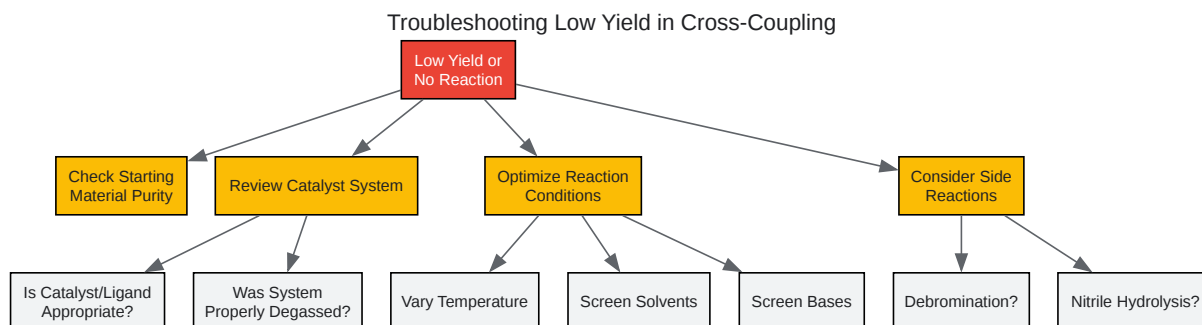 Troubleshooting Low Yield in Cross-Coupling
Low Yield or
No Reaction
Check Starting
Material Purity
Review Catalyst System
Optimize Reaction
Conditions
Consider Side
Reactions
Is Catalyst/Ligand
Appropriate?
Was System
Properly Degassed?
Vary Temperature
Screen Solvents
Screen Bases
Debromination?
Nitrile Hydrolysis?